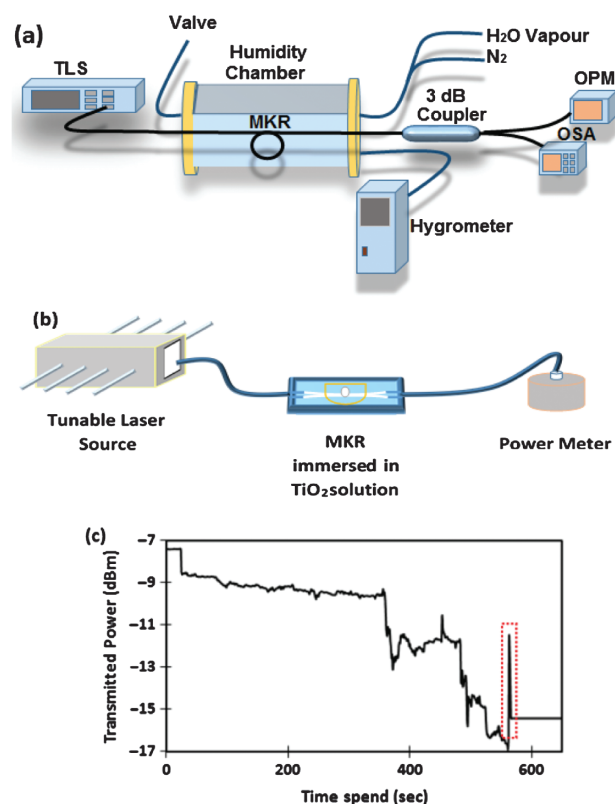 (a)
Valve
TLS
Humidity
Chamber
H2O Vapour
N2
OPM
3 dB
Coupler
MKR
OSA
Hygrometer
(b)
Tunable Laser
Source
MKR
immersed in
TiO2solution
Power Meter
(c)
Transmitted Power (dBm)
−7
−9
−11
−13
−15
−17
0
200
400
600
Time spend (sec)